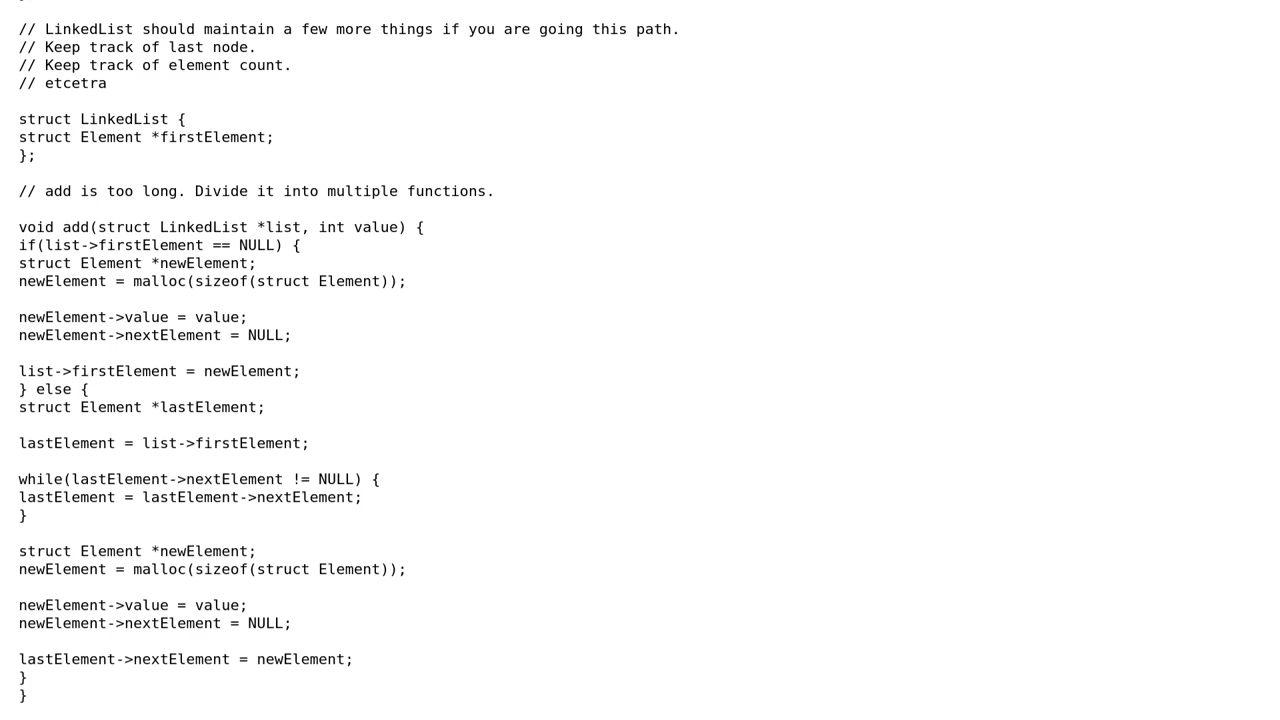 // LinkedList should maintain a few more things if you are going this path.
// Keep track of last node.
// Keep track of element count.
// etcetra
struct LinkedList {
struct Element *firstElement;
};
// add is too long. Divide it into multiple functions.
void add(struct LinkedList *list, int value) {
if(list->firstElement == NULL) {
struct Element *newElement;
newElement = malloc(sizeof(struct Element));
newElement->value = value;
newElement->nextElement = NULL;
list->firstElement = newElement;
} else {
struct Element *lastElement;
lastElement = list->firstElement;
while(lastElement->nextElement != NULL) {
lastElement = lastElement->nextElement;
}
struct Element *newElement;
newElement = malloc(sizeof(struct Element));
newElement->value = value;
newElement->nextElement = NULL;
lastElement->nextElement = newElement;
}
}